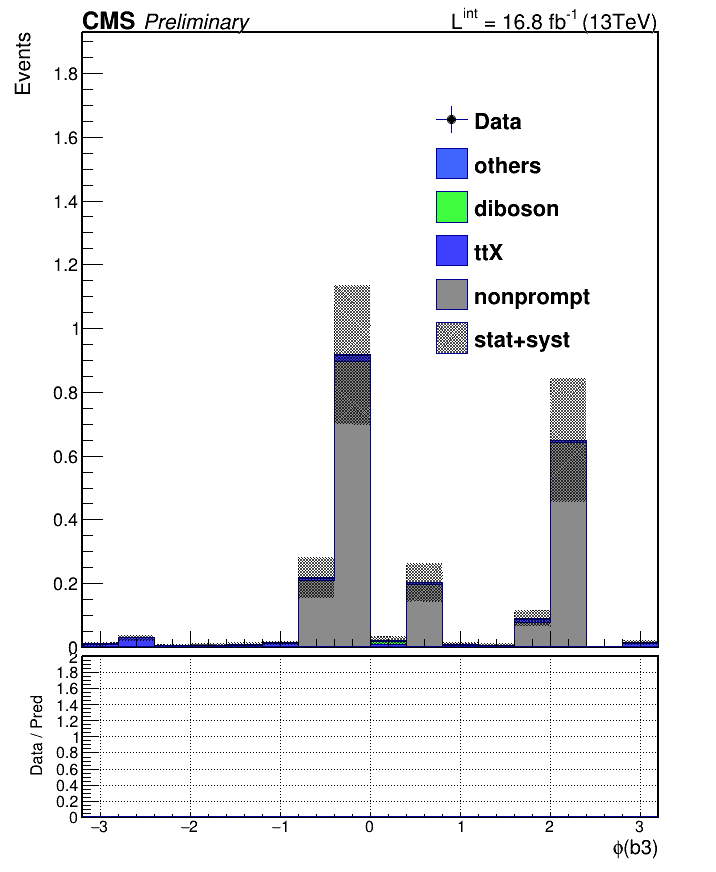 CMS Preliminary L^int = 16.8 fb^-1 (13TeV)
Events
1.8
1.6
1.4
1.2
1
0.8
0.6
0.4
0.2
0
Data
others
diboson
ttX
nonprompt
stat+syst
Data / Pred
2
1.8
1.6
1.4
1.2
1
0.8
0.6
0.4
0.2
0
−3 −2 −1 0 1 2 3
ϕ(b3)